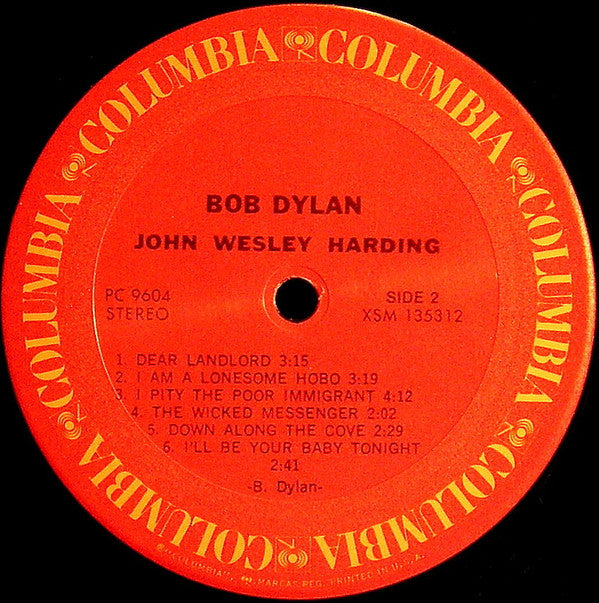 COLUMBIA COLUMBIA COLUMBIA COLUMBIA COLUMBIA COLUMBIA
BOB DYLAN
JOHN WESLEY HARDING
PC 9604
STEREO
SIDE 2
XSM 135312
1. DEAR LANDLORD 3:15
2. I AM A LONESOME HOBO 3:19
3. I PITY THE POOR IMMIGRANT 4:12
4. THE WICKED MESSENGER 2:02
5. DOWN ALONG THE COVE 2:29
6. I'LL BE YOUR BABY TONIGHT
2:41
-B. Dylan-
"COLUMBIA", MARCAS REG. PRINTED IN U.S.A.